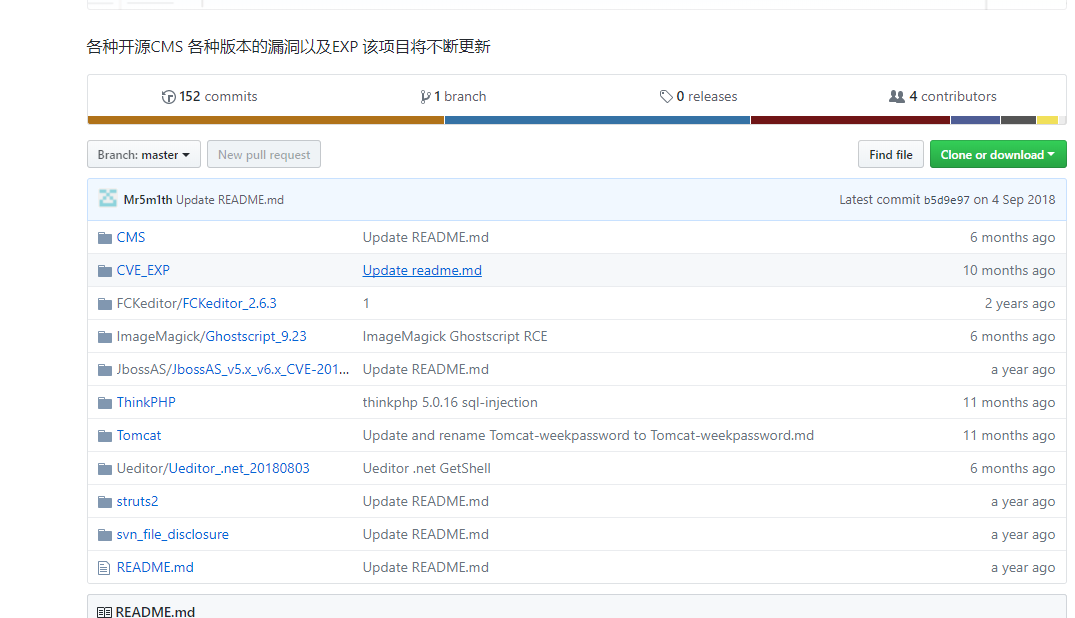 各种开源CMS 各种版本的漏洞以及EXP 该项目将不断更新
152 commits 1 branch 0 releases 4 contributors
Branch: master New pull request Find file Clone or download
Mr5m1th Update README.md Latest commit b5d9e97 on 4 Sep 2018
CMS Update README.md 6 months ago
CVE_EXP Update readme.md 10 months ago
FCKeditor/FCKeditor_2.6.3 1 2 years ago
ImageMagick/Ghostscript_9.23 ImageMagick Ghostscript RCE 6 months ago
JbossAS/JbossAS_v5.x_v6.x_CVE-201... Update README.md a year ago
ThinkPHP thinkphp 5.0.16 sql-injection 11 months ago
Tomcat Update and rename Tomcat-weekpassword to Tomcat-weekpassword.md 11 months ago
Ueditor/Ueditor_.net_20180803 Ueditor .net GetShell 6 months ago
struts2 Update README.md a year ago
svn_file_disclosure Update README.md a year ago
README.md Update README.md a year ago
README.md